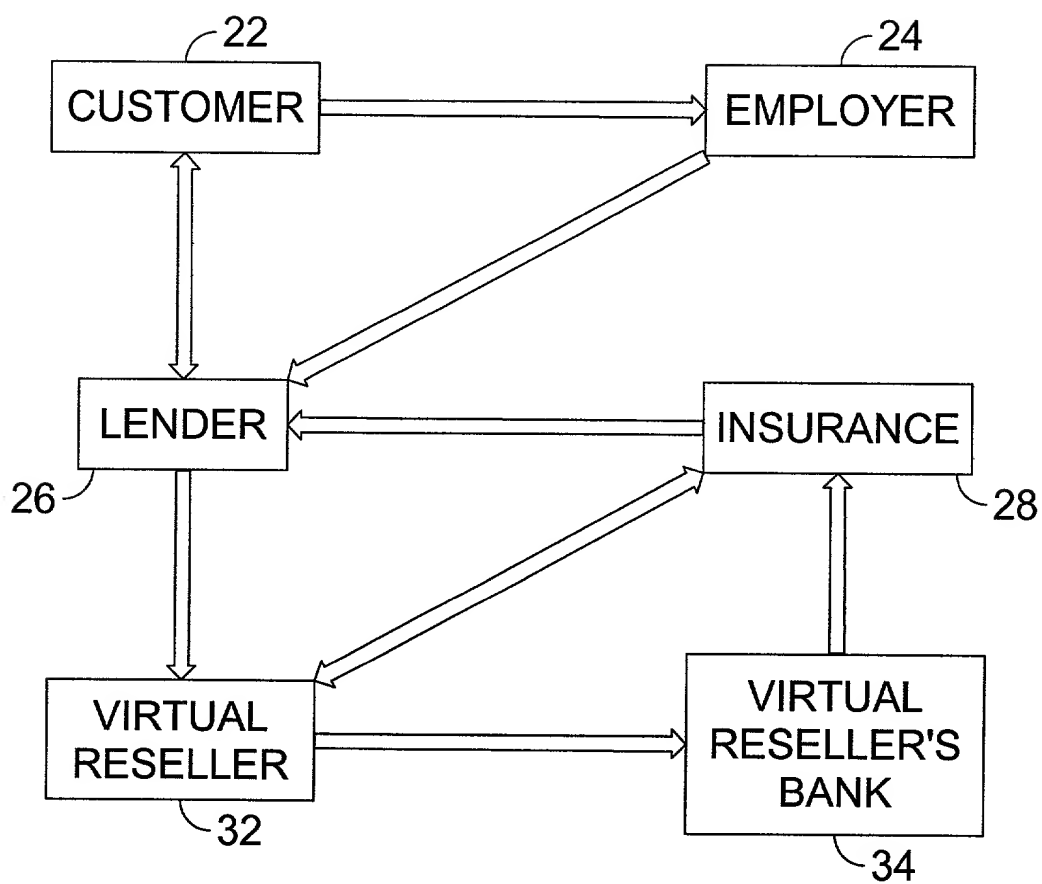 22
24
CUSTOMER
EMPLOYER
LENDER
INSURANCE
26
28
VIRTUAL
RESELLER
VIRTUAL
RESELLER'S
BANK
32
34